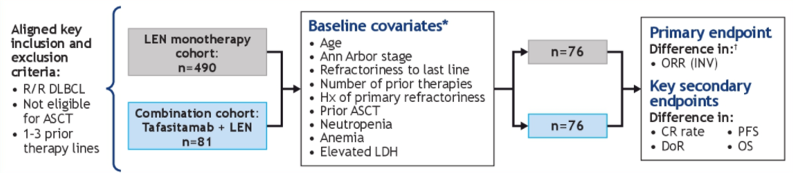 Aligned key
inclusion and
exclusion
criteria:
• R/R DLBCL
• Not eligible
for ASCT
• 1-3 prior
therapy lines
LEN monotherapy
cohort:
n=490
Combination cohort:
Tafasitamab + LEN
n=81
Baseline covariates*
• Age
• Ann Arbor stage
• Refractoriness to last line
• Number of prior therapies
• Hx of primary refractoriness
• Prior ASCT
• Neutropenia
• Anemia
• Elevated LDH
n=76
n=76
Primary endpoint
Difference in:†
• ORR (INV)
Key secondary
endpoints
Difference in:
• CR rate • PFS
• DoR • OS